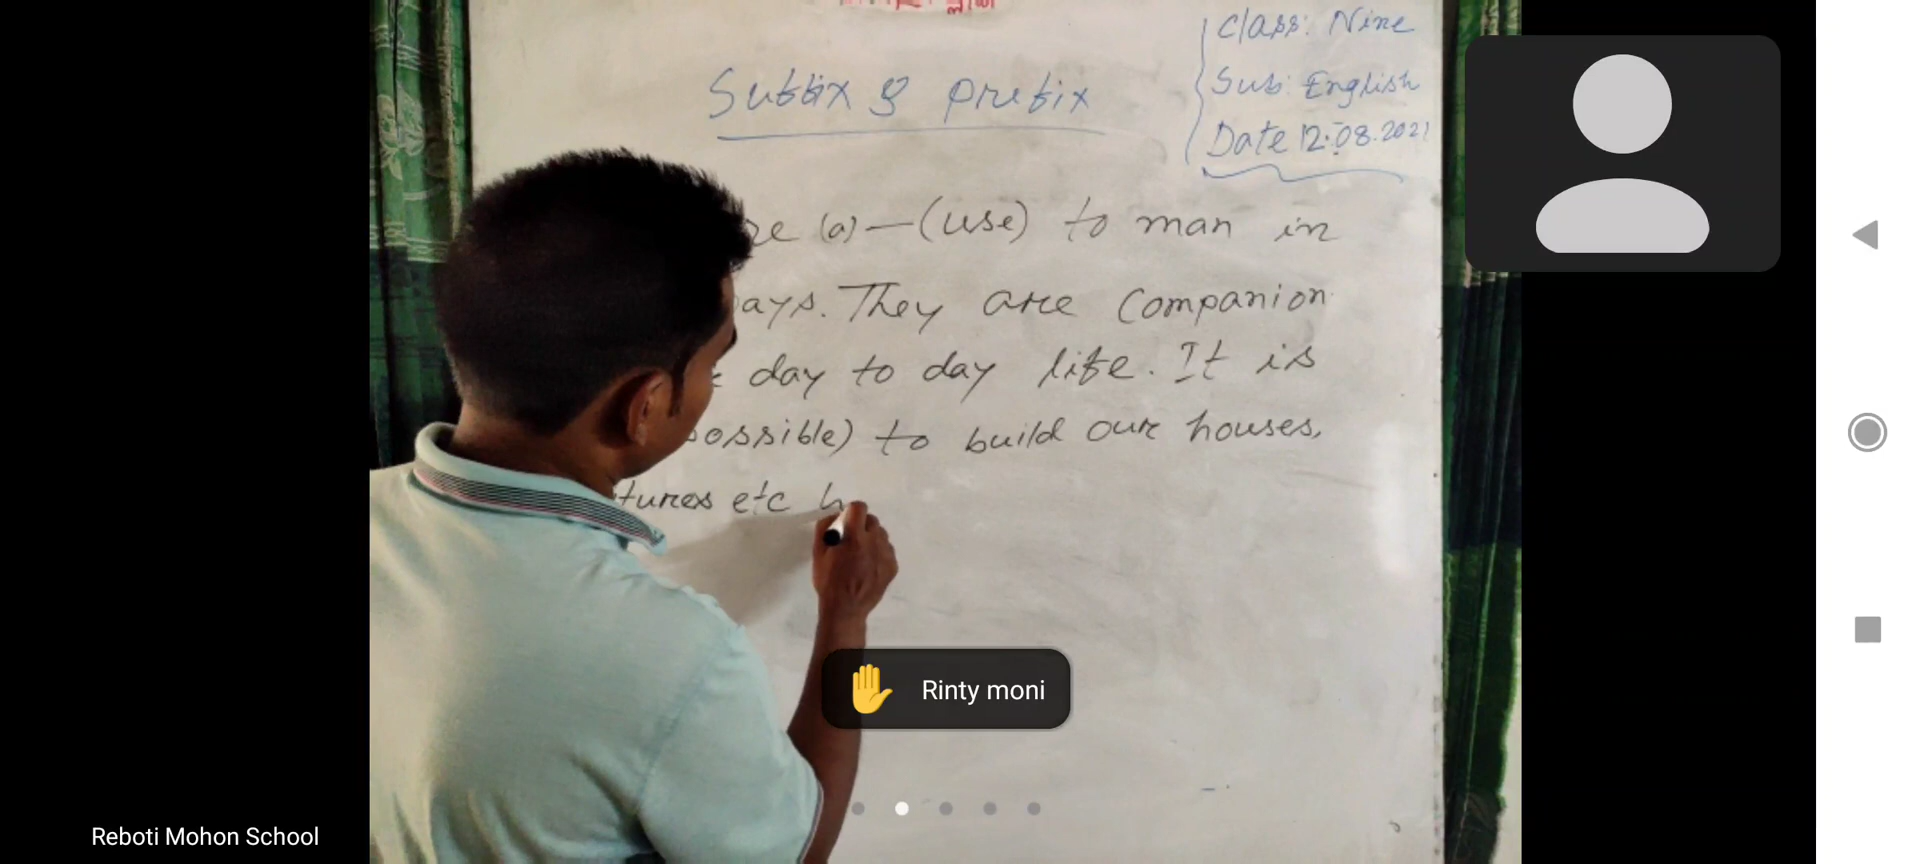 Class: Nine
Sub: English
Date 12.08.2021
Suffix & prefix
(a)—(use) to man in
They are companion
day to day life. It is
to build our houses,
etc
Rinty moni
Reboti Mohon School